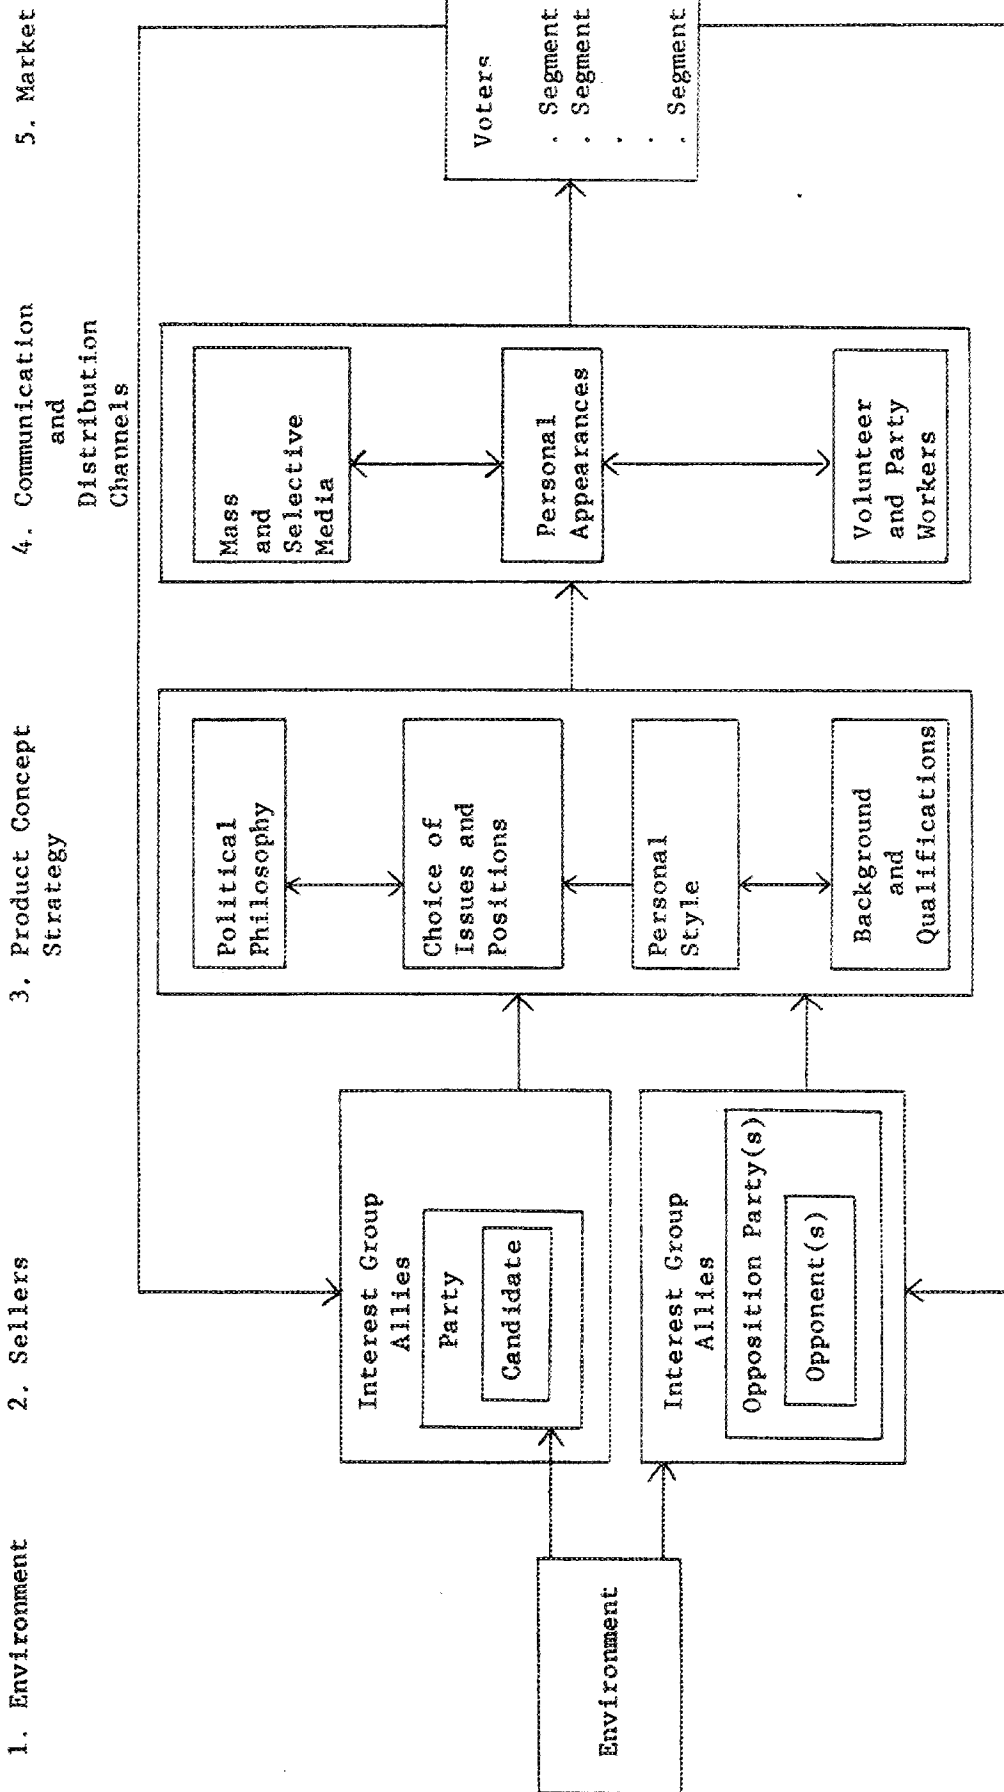 1. Environment
2. Sellers
3. Product Concept
Strategy
4. Communication
and
Distribution
Channels
5. Market
Environment
Interest Group
Allies
Party
Candidate
Interest Group
Allies
Opposition Party(s)
Opponent(s)
Political
Philosophy
Choice of
Issues and
Positions
Personal
Style
Background
and
Qualifications
Mass
and
Selective
Media
Personal
Appearances
Volunteer
and Party
Workers
Voters
. Segment
. Segment
.
.
. Segment